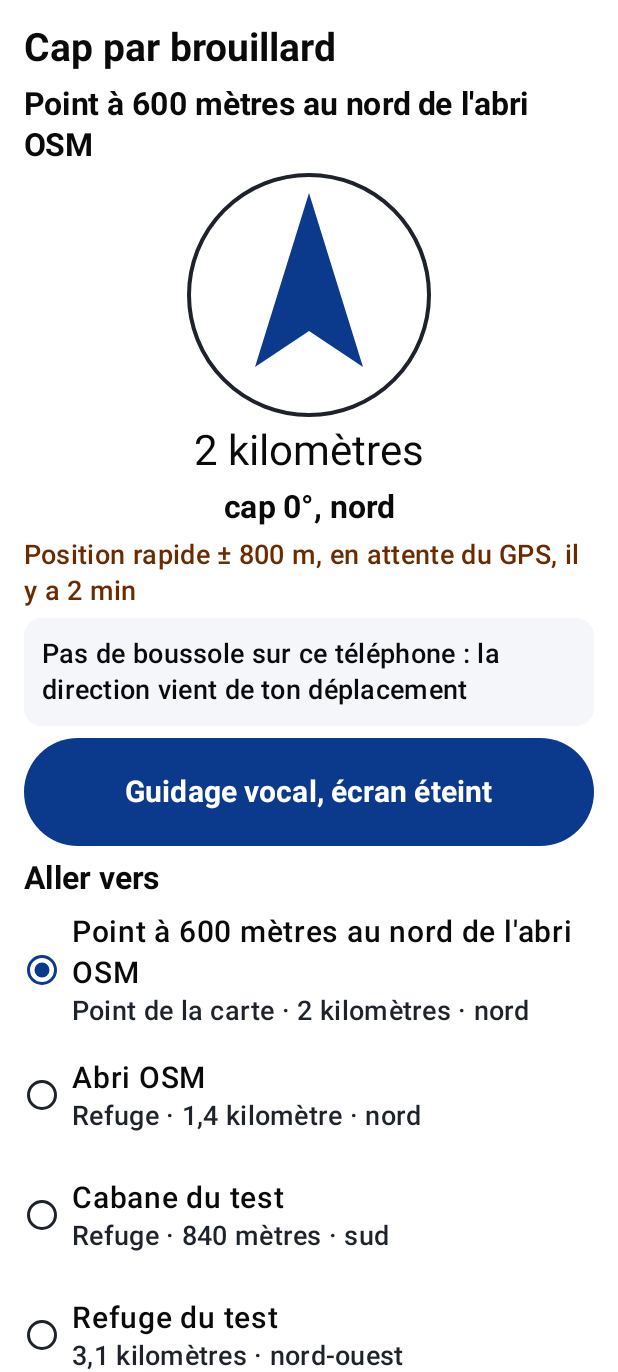 Cap par brouillard
Point à 600 mètres au nord de l'abri
OSM
2 kilomètres
cap 0°, nord
Position rapide ± 800 m, en attente du GPS, il
y a 2 min
Pas de boussole sur ce téléphone : la
direction vient de ton déplacement
Guidage vocal, écran éteint
Aller vers
Point à 600 mètres au nord de l'abri
OSM
Point de la carte · 2 kilomètres · nord
Abri OSM
Refuge · 1,4 kilomètre · nord
Cabane du test
Refuge · 840 mètres · sud
Refuge du test
3,1 kilomètres · nord-ouest